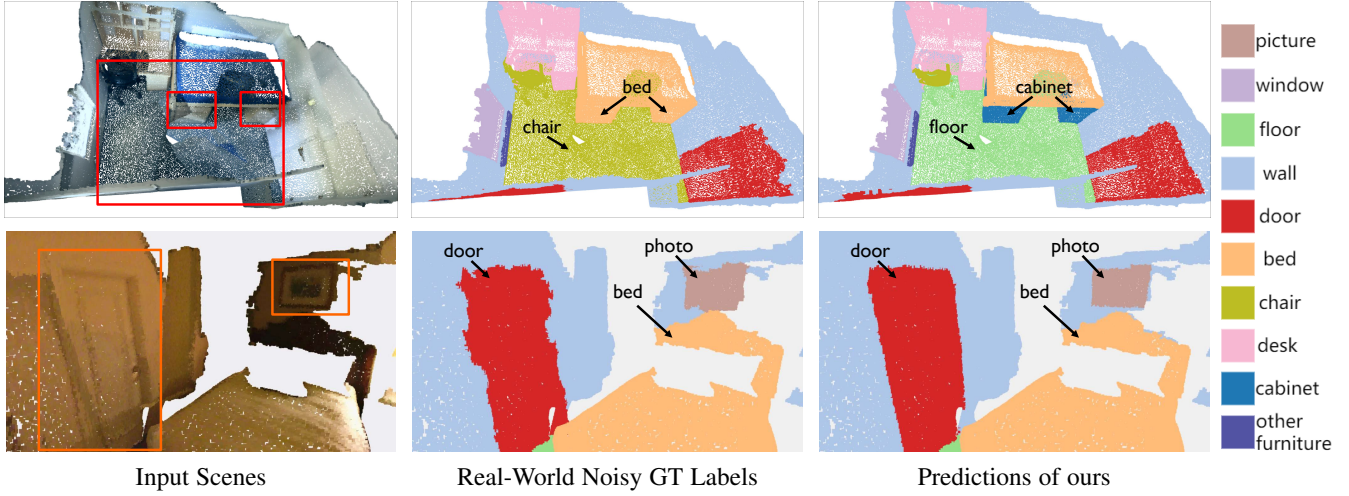 bed
chair
cabinet
floor
door
photo
bed
door
photo
bed
picture
window
floor
wall
door
bed
chair
desk
cabinet
other
furniture
Input Scenes
Real-World Noisy GT Labels
Predictions of ours